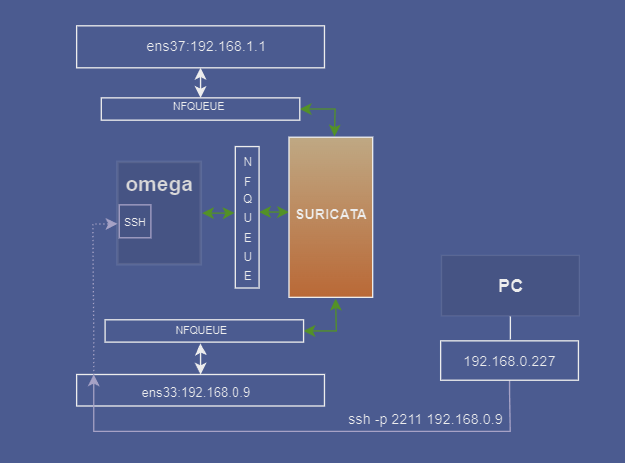 ens37:192.168.1.1
NFQUEUE
omega
SSH
N
F
Q
U
E
U
E
SURICATA
PC
NFQUEUE
192.168.0.227
ens33:192.168.0.9
ssh -p 2211 192.168.0.9